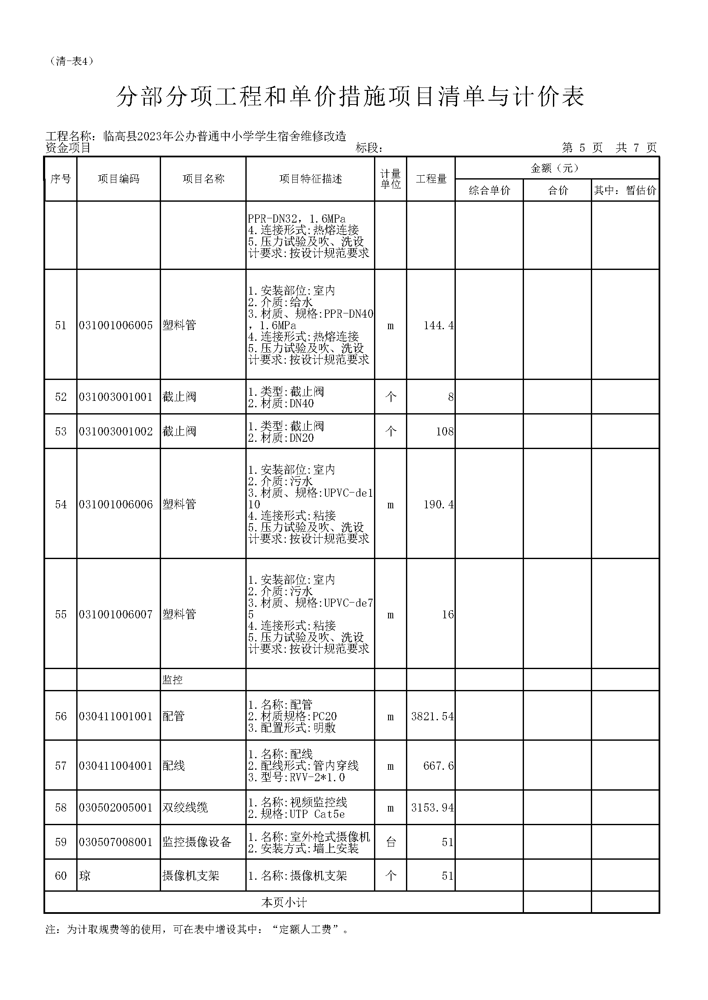 （清-表4）
分部分项工程和单价措施项目清单与计价表
工程名称：临高县2023年公办普通中小学学生宿舍维修改造
资金项目 标段： 第 5 页 共 7 页
序号 项目编码 项目名称 项目特征描述 计量单位 工程量 金额（元）
综合单价 合价 其中：暂估价
PPR-DN32，1.6MPa
4.连接形式:热熔连接
5.压力试验及吹、洗设
计要求:按设计规范要求
51 031001006005 塑料管
1.安装部位:室内
2.介质:给水
3.材质、规格:PPR-DN40
，1.6MPa
4.连接形式:热熔连接
5.压力试验及吹、洗设
计要求:按设计规范要求
m 144.4
52 031003001001 截止阀
1.类型:截止阀
2.材质:DN40
个 8
53 031003001002 截止阀
1.类型:截止阀
2.材质:DN20
个 108
54 031001006006 塑料管
1.安装部位:室内
2.介质:污水
3.材质、规格:UPVC-de1
10
4.连接形式:粘接
5.压力试验及吹、洗设
计要求:按设计规范要求
m 190.4
55 031001006007 塑料管
1.安装部位:室内
2.介质:污水
3.材质、规格:UPVC-de7
5
4.连接形式:粘接
5.压力试验及吹、洗设
计要求:按设计规范要求
m 16
监控
56 030411001001 配管
1.名称:配管
2.材质规格:PC20
3.配置形式:明敷
m 3821.54
57 030411004001 配线
1.名称:配线
2.配线形式:管内穿线
3.型号:RVV-2*1.0
m 667.6
58 030502005001 双绞线缆
1.名称:视频监控线
2.规格:UTP Cat5e
m 3153.94
59 030507008001 监控摄像设备
1.名称:室外枪式摄像机
2.安装方式:墙上安装
台 51
60 琼 摄像机支架 1.名称:摄像机支架 个 51
本页小计
注：为计取规费等的使用，可在表中增设其中：“定额人工费”。